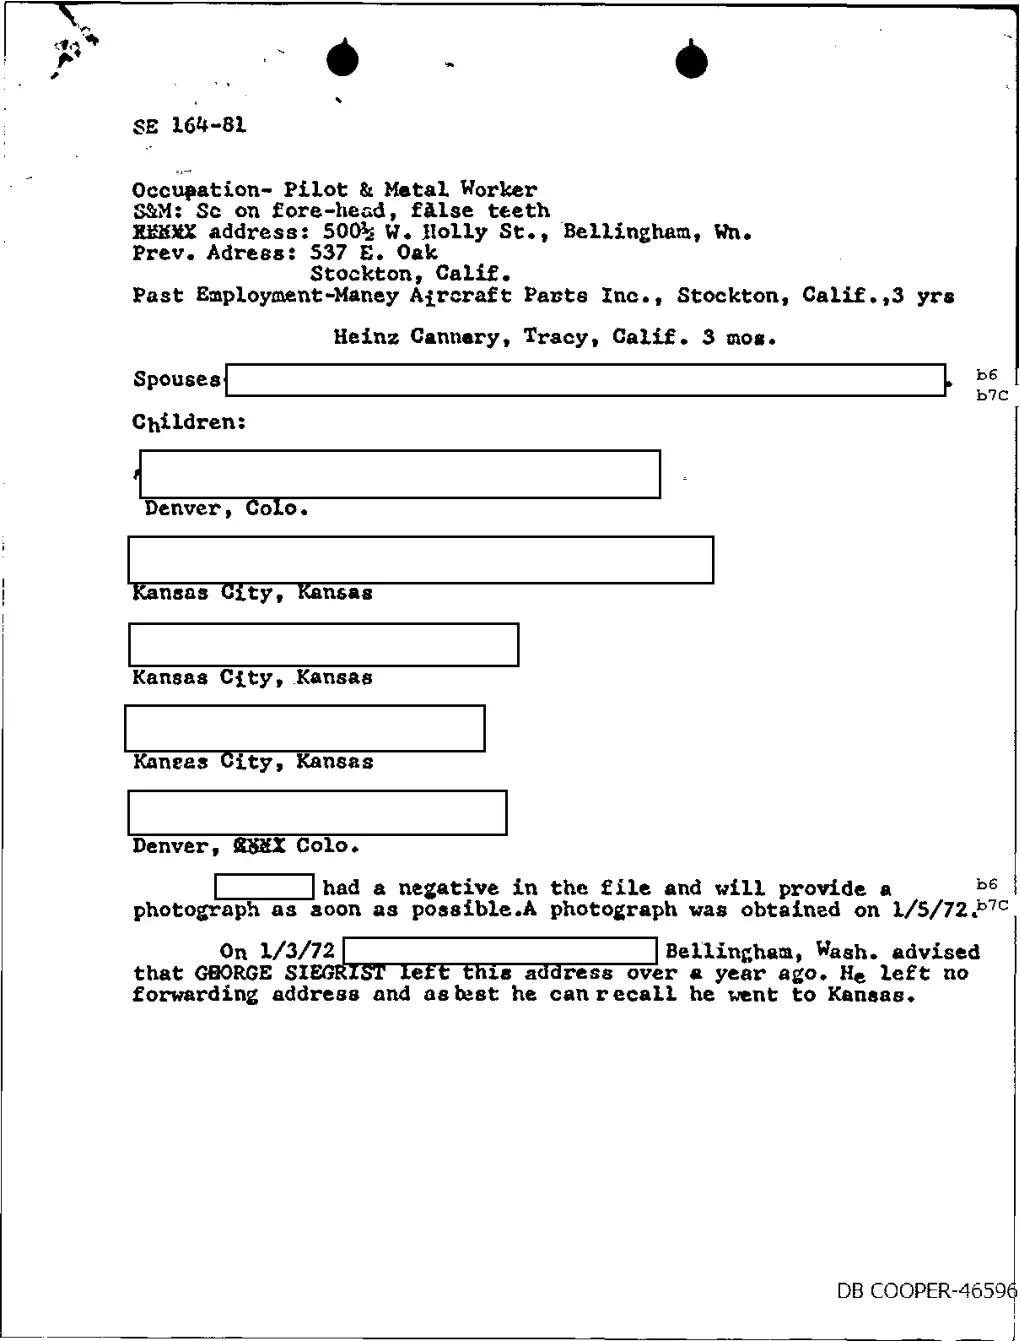 SE 164-81
Occupation- Pilot & Metal Worker
S&M: Sc on fore-head, false teeth
address: 500½ W. Holly St., Bellingham, Wn.
Prev. Adress: 537 E. Oak
Stockton, Calif.
Past Employment-Maney Aircraft Parts Inc., Stockton, Calif.,3 yrs
Heinz Cannery, Tracy, Calif. 3 mos.
Spouses
b6
b7C
Children:
Denver, Colo.
Kansas City, Kansas
Kansas City, Kansas
Kansas City, Kansas
Denver, Colo.
had a negative in the file and will provide a b6
photograph as soon as possible.A photograph was obtained on 1/5/72. b7C
On 1/3/72 Bellingham, Wash. advised
that GEORGE SIEGRIST left this address over a year ago. He left no
forwarding address and as best he can recall he went to Kansas.
DB COOPER-46596